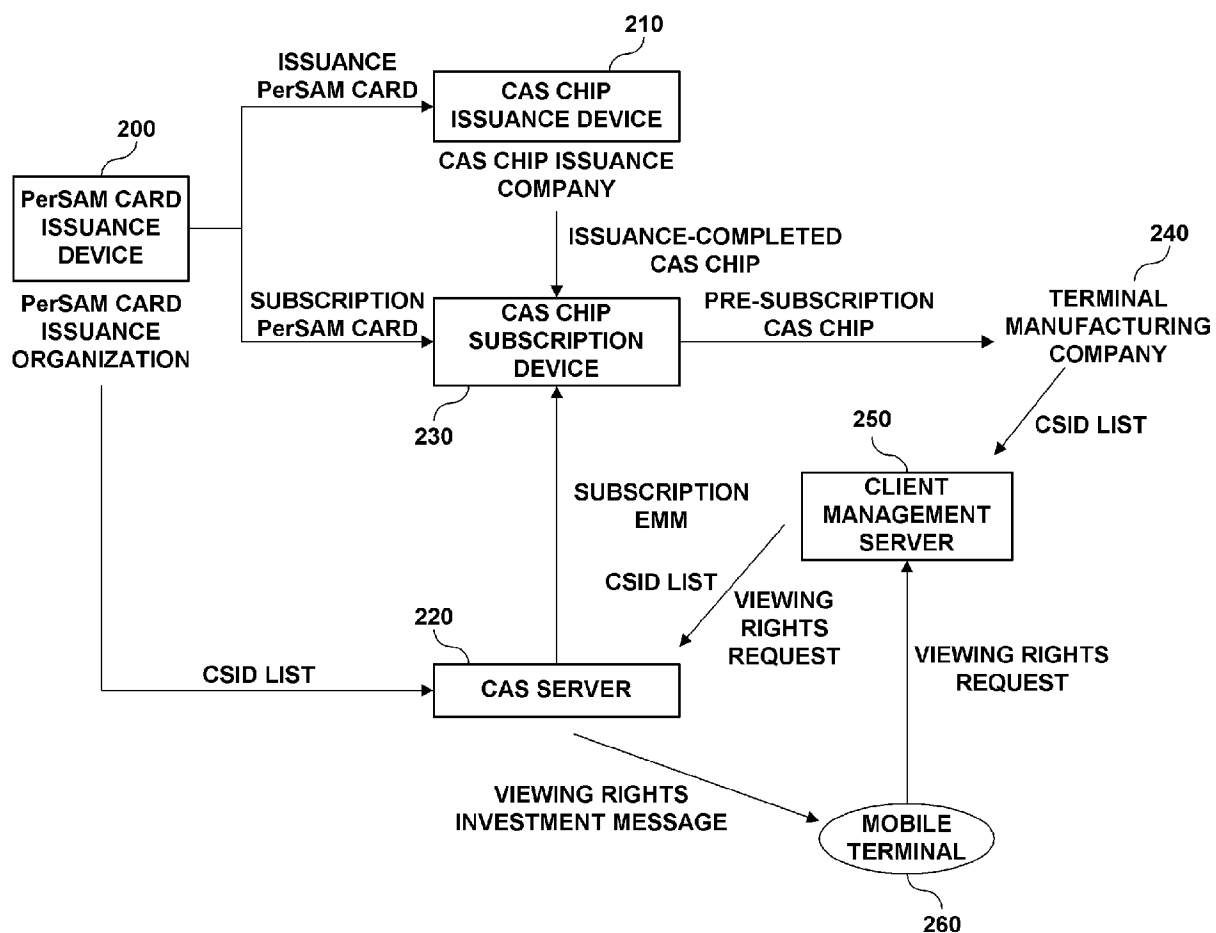 210
ISSUANCE
PerSAM CARD
CAS CHIP
ISSUANCE DEVICE
200
PerSAM CARD
ISSUANCE
DEVICE
CAS CHIP ISSUANCE
COMPANY
PerSAM CARD
ISSUANCE
ORGANIZATION
ISSUANCE-COMPLETED
CAS CHIP
240
SUBSCRIPTION
PerSAM CARD
CAS CHIP
SUBSCRIPTION
DEVICE
230
PRE-SUBSCRIPTION
CAS CHIP
TERMINAL
MANUFACTURING
COMPANY
CSID LIST
250
CLIENT
MANAGEMENT
SERVER
SUBSCRIPTION
EMM
CSID LIST
VIEWING
RIGHTS
REQUEST
220
CSID LIST
CAS SERVER
VIEWING RIGHTS
REQUEST
VIEWING RIGHTS
INVESTMENT MESSAGE
MOBILE
TERMINAL
260